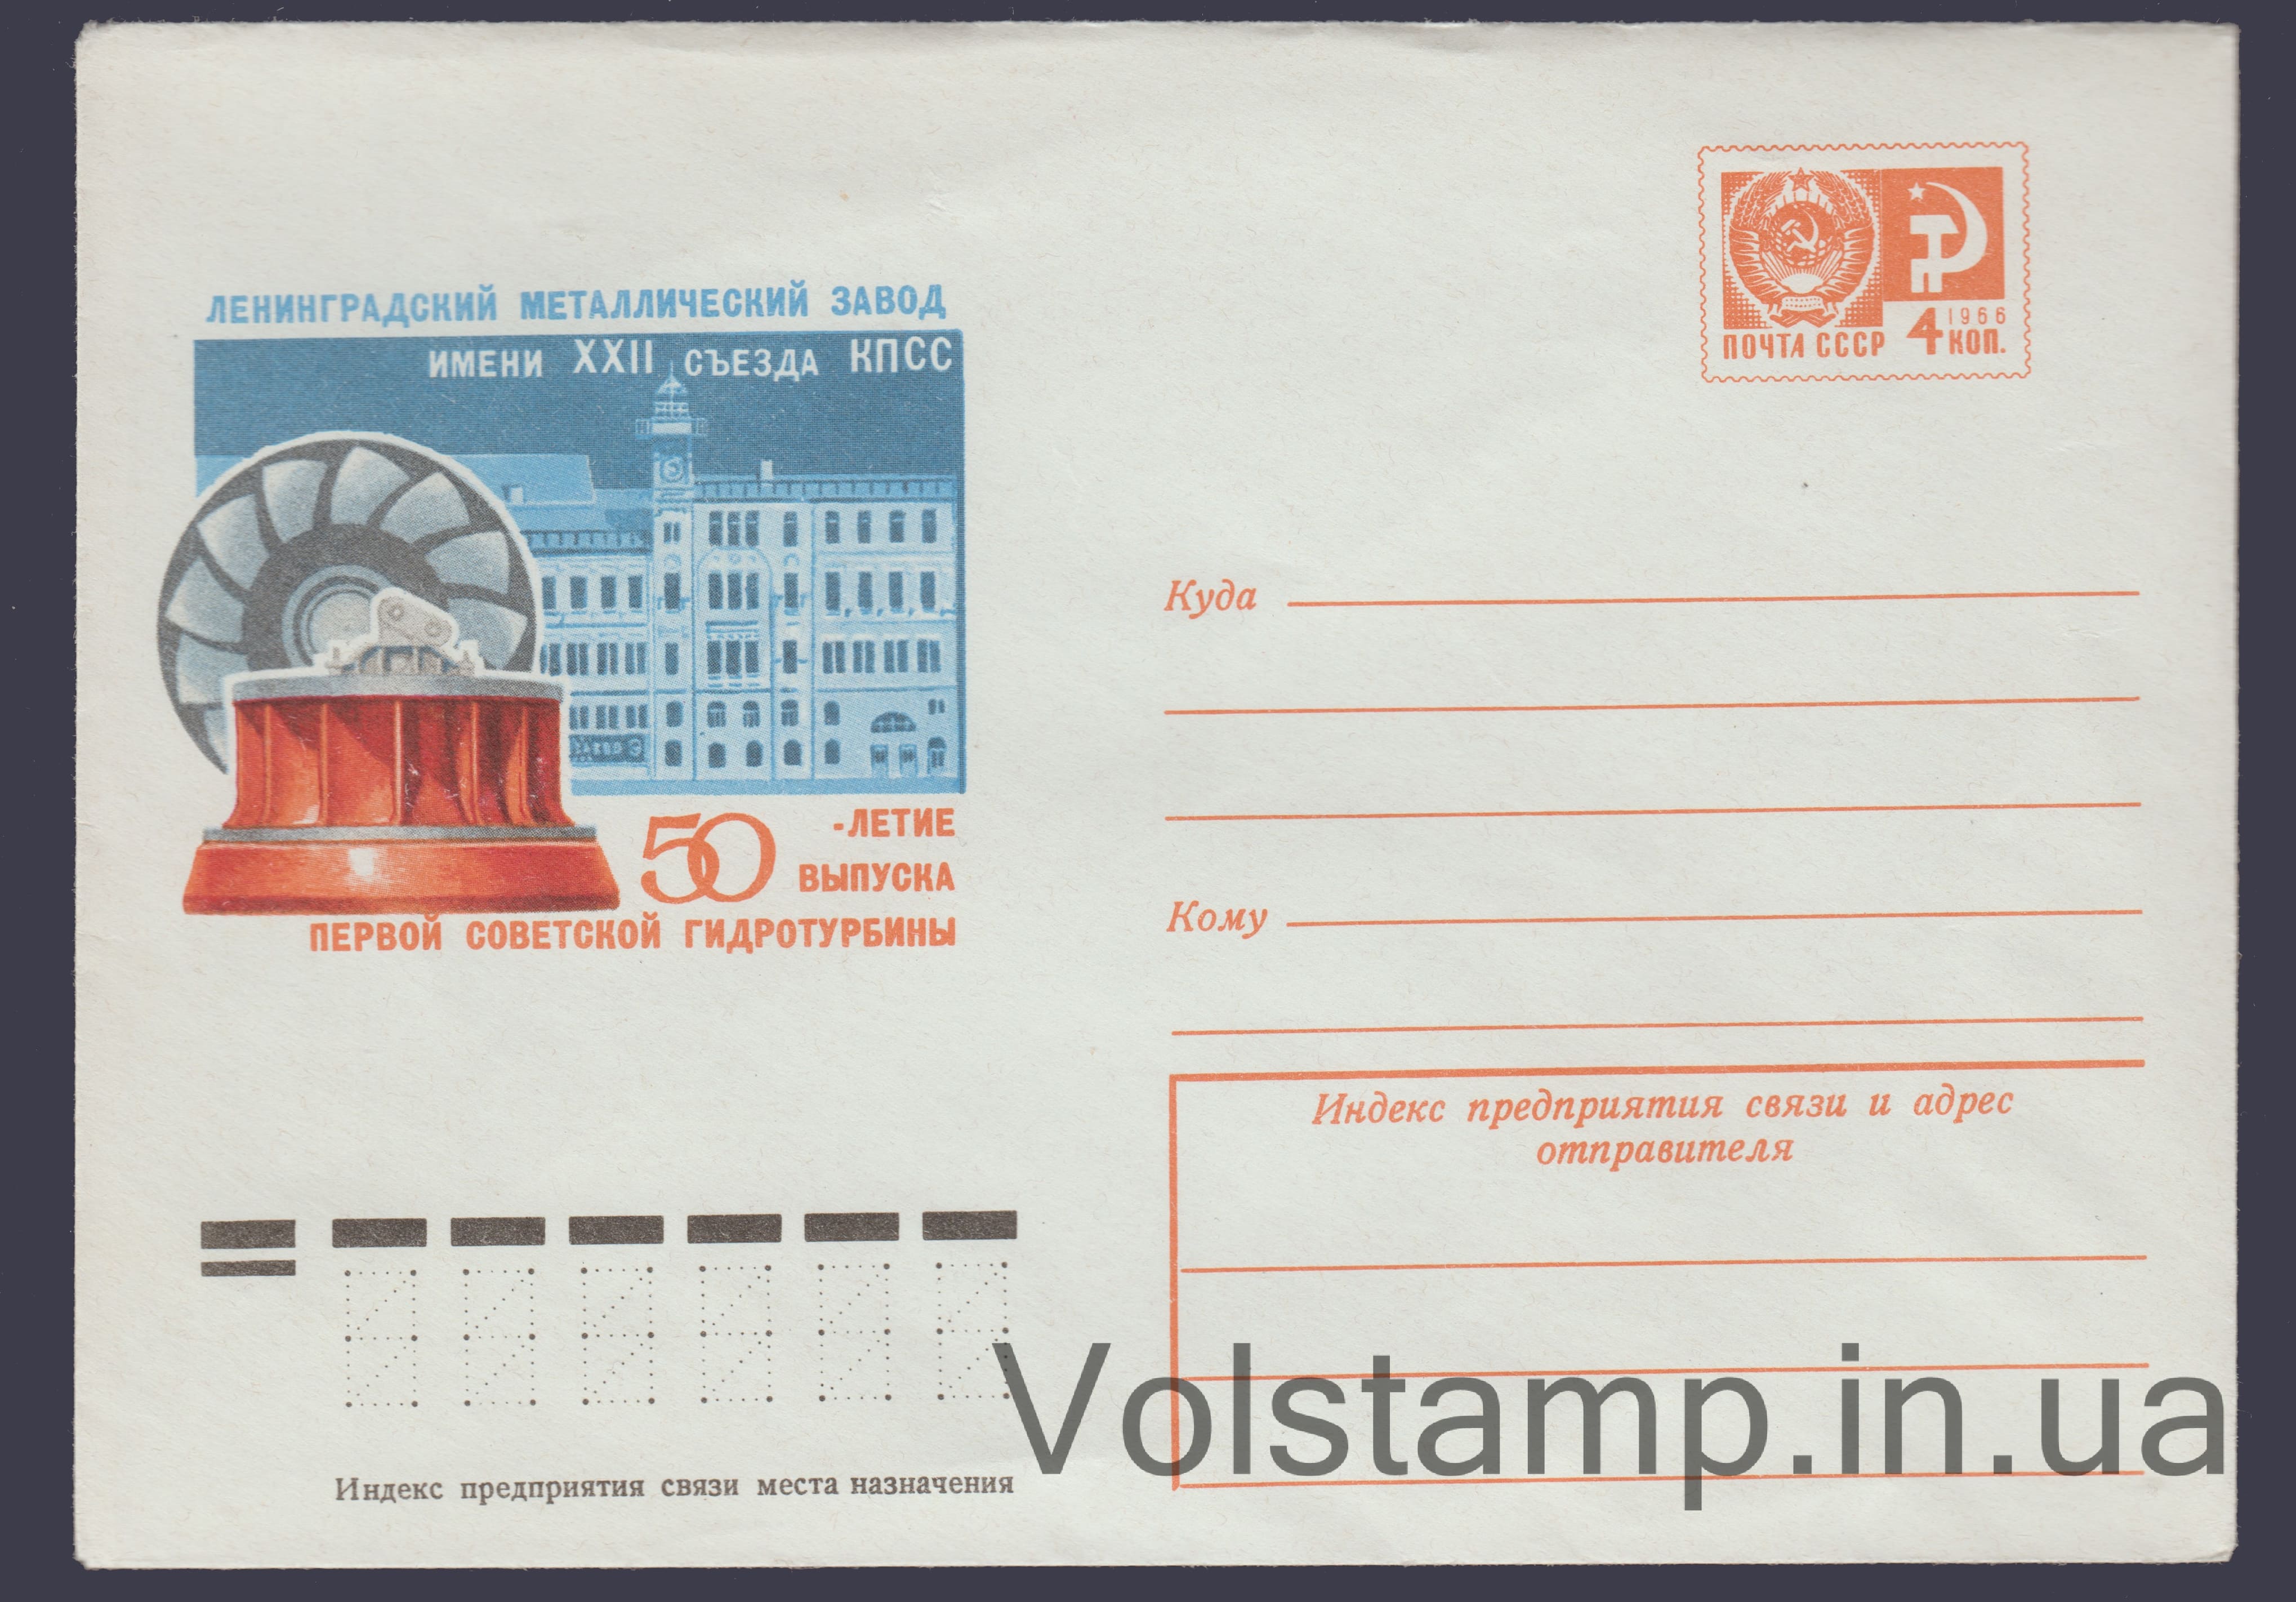 ЛЕНИНГРАДСКИЙ МЕТАЛЛИЧЕСКИЙ ЗАВОД
ИМЕНИ XXII СЪЕЗДА КПСС
50 -ЛЕТИЕ
ВЫПУСКА
ПЕРВОЙ СОВЕТСКОЙ ГИДРОТУРБИНЫ
1966
ПОЧТА СССР 4 КОП.
Куда
Кому
Индекс предприятия связи и адрес
отправителя
Индекс предприятия связи места назначения
Volstamp.in.ua